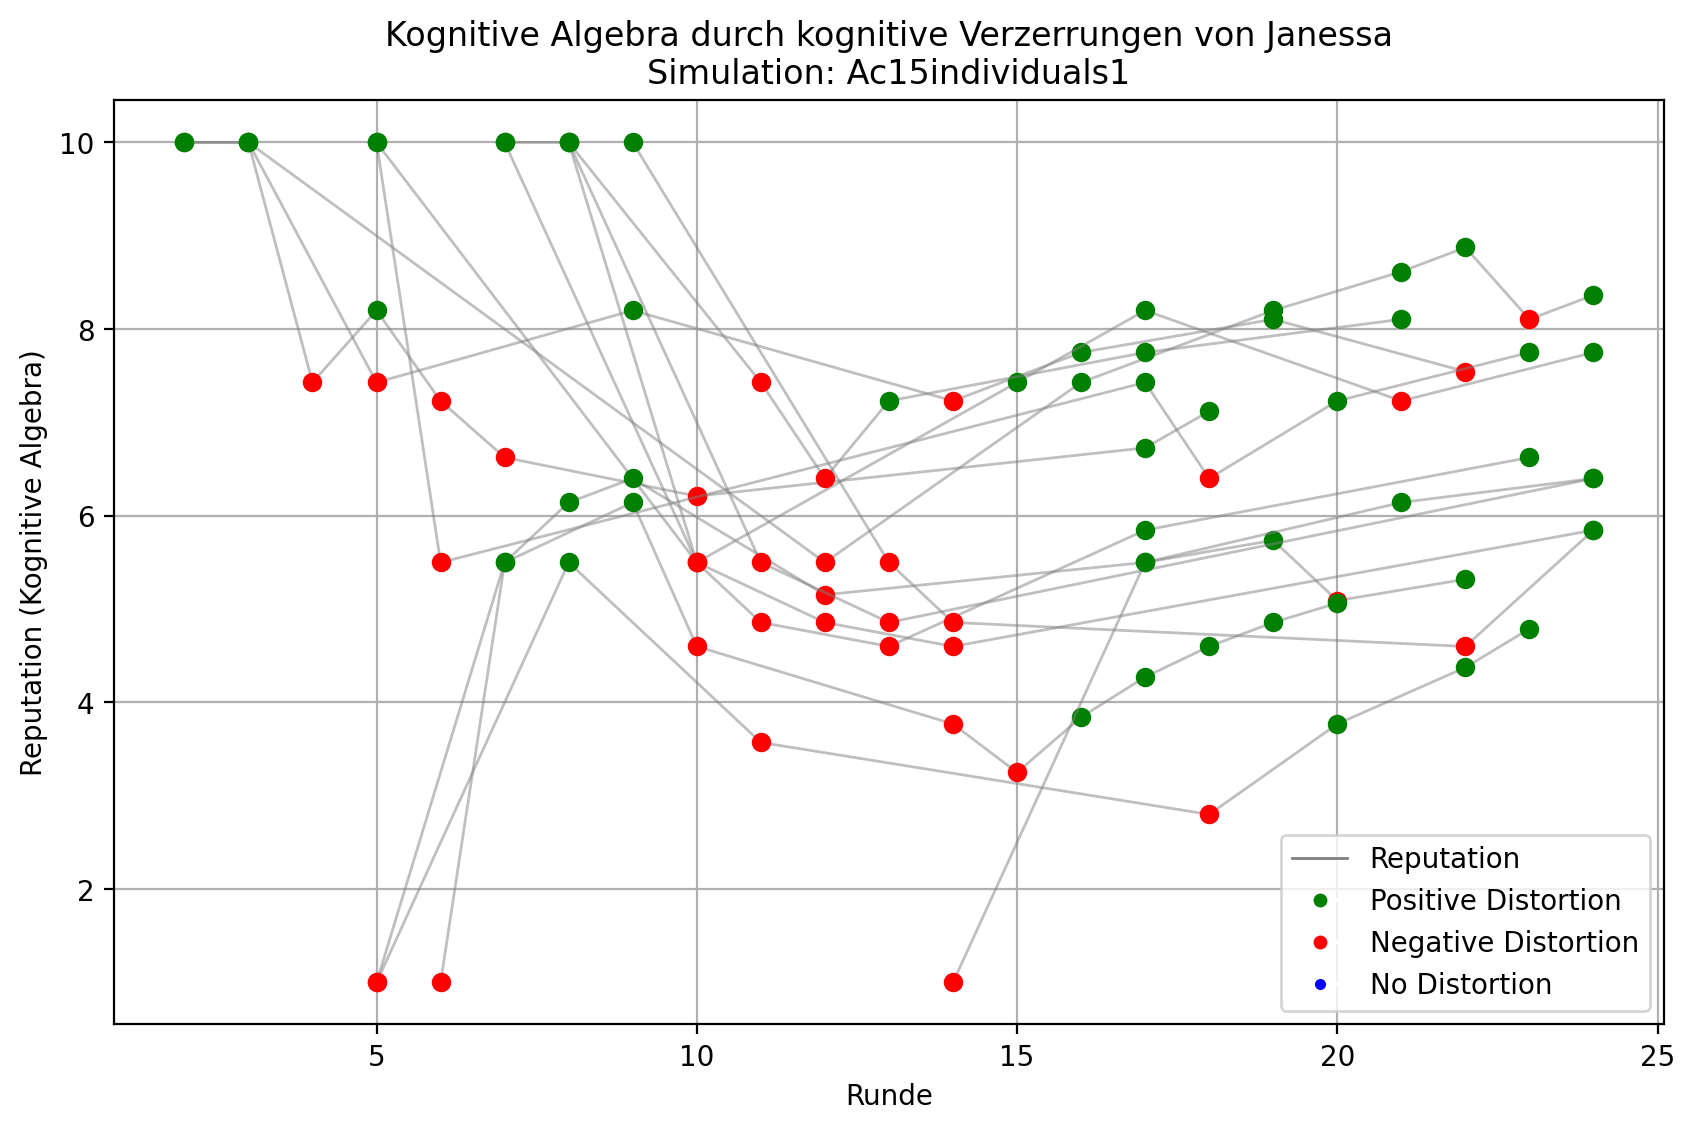 Kognitive Algebra durch kognitive Verzerrungen von Janessa
Simulation: Ac15individuals1
Reputation (Kognitive Algebra)
10
8
6
4
2
5
10
15
20
25
Runde
Reputation
Positive Distortion
Negative Distortion
No Distortion